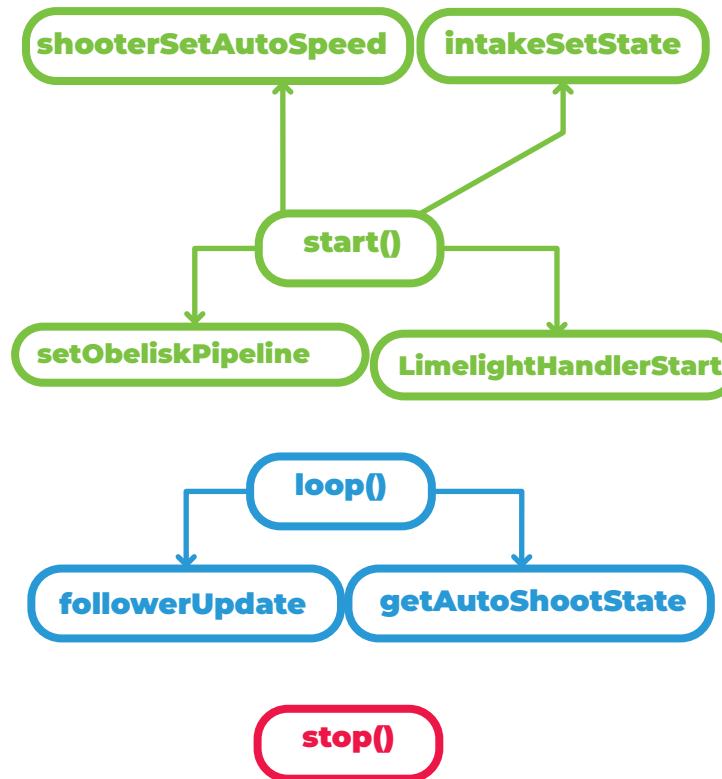 shooterSetAutoSpeed
intakeSetState
start()
setObeliskPipeline
LimelightHandlerStart
loop()
followerUpdate
getAutoShootState
stop()